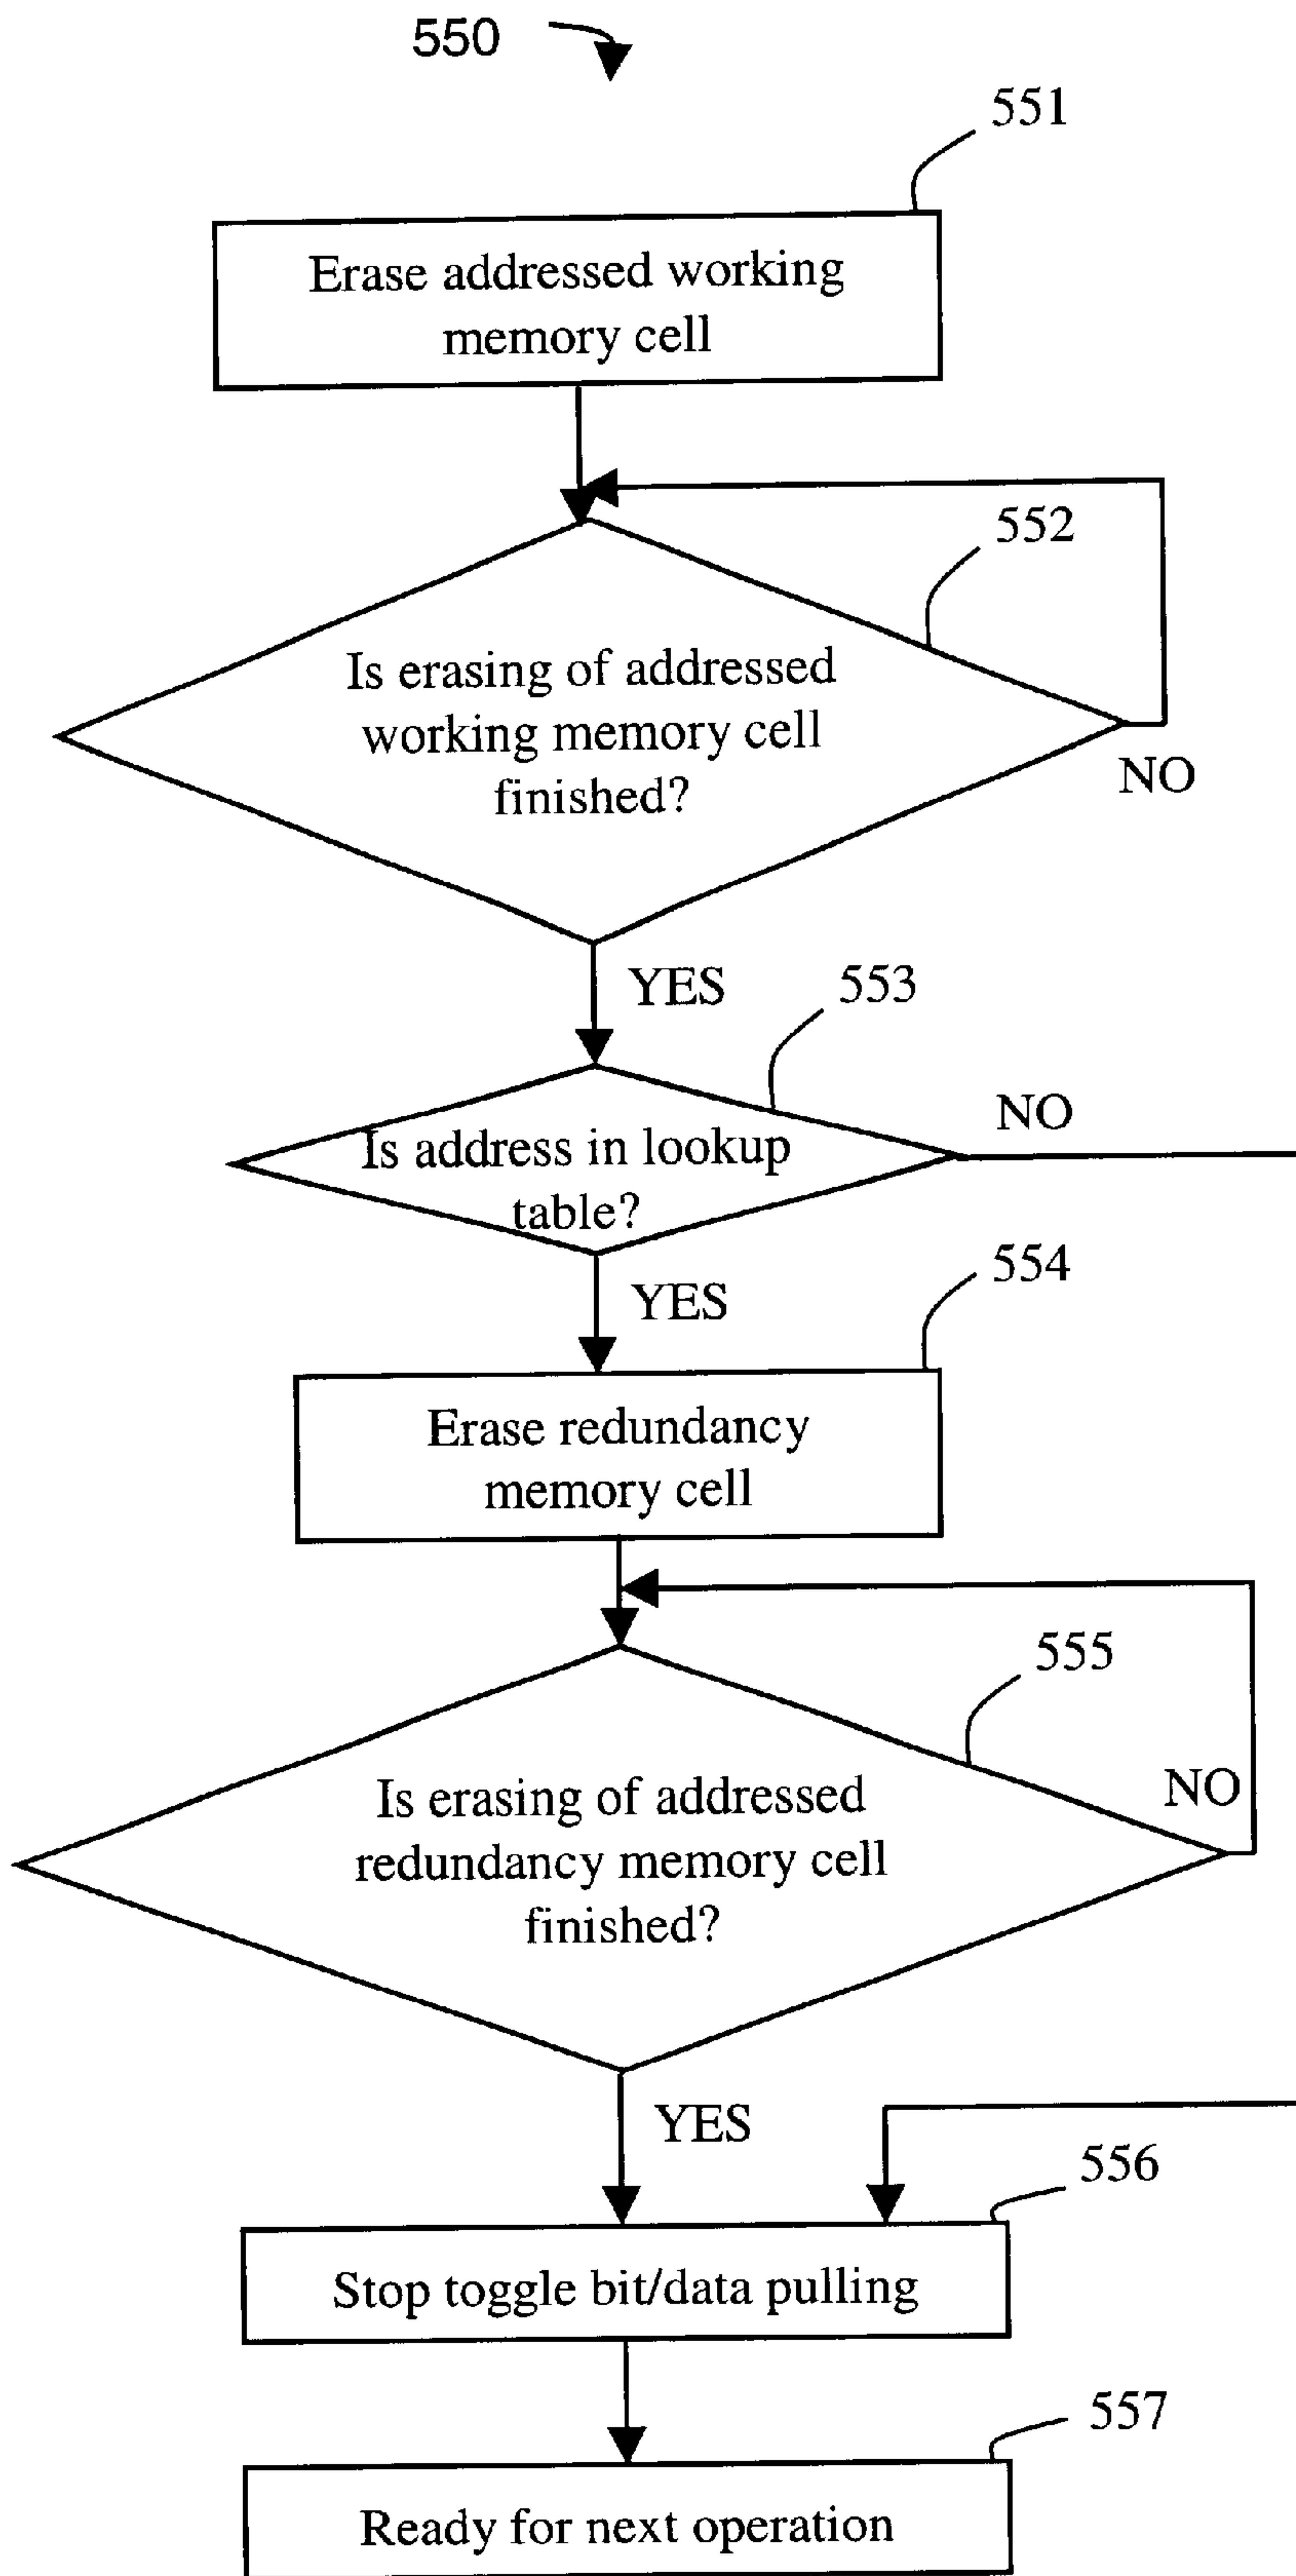 550
551
Erase addressed working
memory cell
552
Is erasing of addressed
working memory cell
finished?
NO
YES
553
NO
Is address in lookup
table?
YES
554
Erase redundancy
memory cell
555
NO
Is erasing of addressed
redundancy memory cell
finished?
YES
556
Stop toggle bit/data pulling
557
Ready for next operation